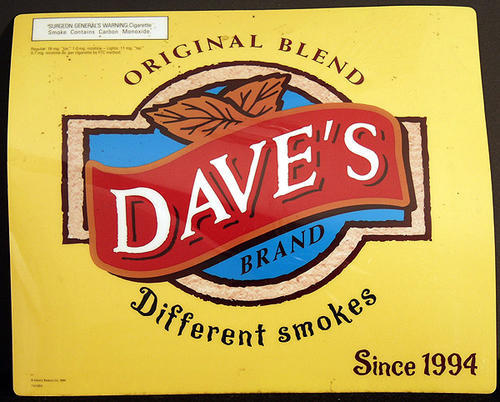 "SURGEON GENERAL'S WARNING: Cigarette
Smoke Contains Carbon Monoxide.
ORIGINAL BLEND
DAVE'S
BRAND
Different smokes
Since 1994